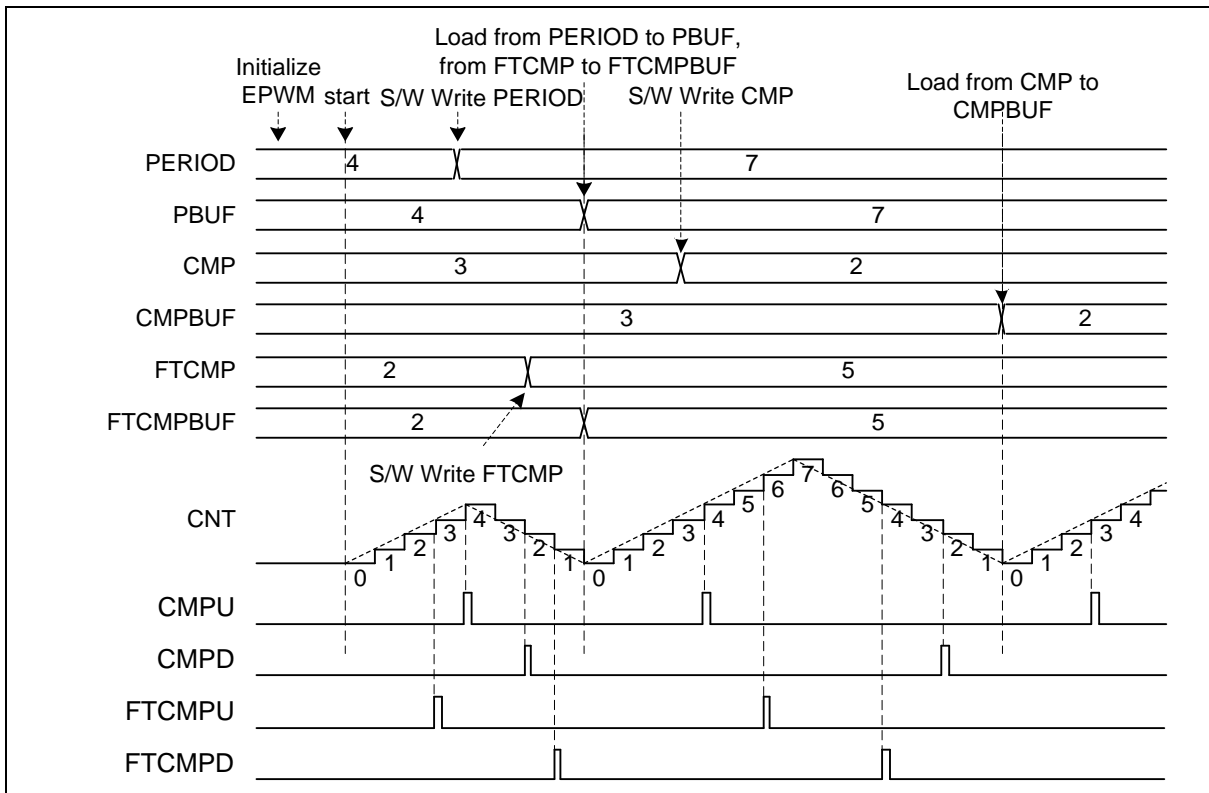 Load from PERIOD to PBUF,
from FTCMP to FTCMPBUF
Initialize
EPWM
start
S/W Write PERIOD
S/W Write CMP
Load from CMP to
CMPBUF
PERIOD 4 7
PBUF 4 7
CMP 3 2
CMPBUF 3 2
FTCMP 2 5
FTCMPBUF 2 5
S/W Write FTCMP
CNT 0 1 2 3 4 3 2 1 0 1 2 3 4 5 6 7 6 5 4 3 2 1 0 1 2 3 4
CMPU
CMPD
FTCMPU
FTCMPD